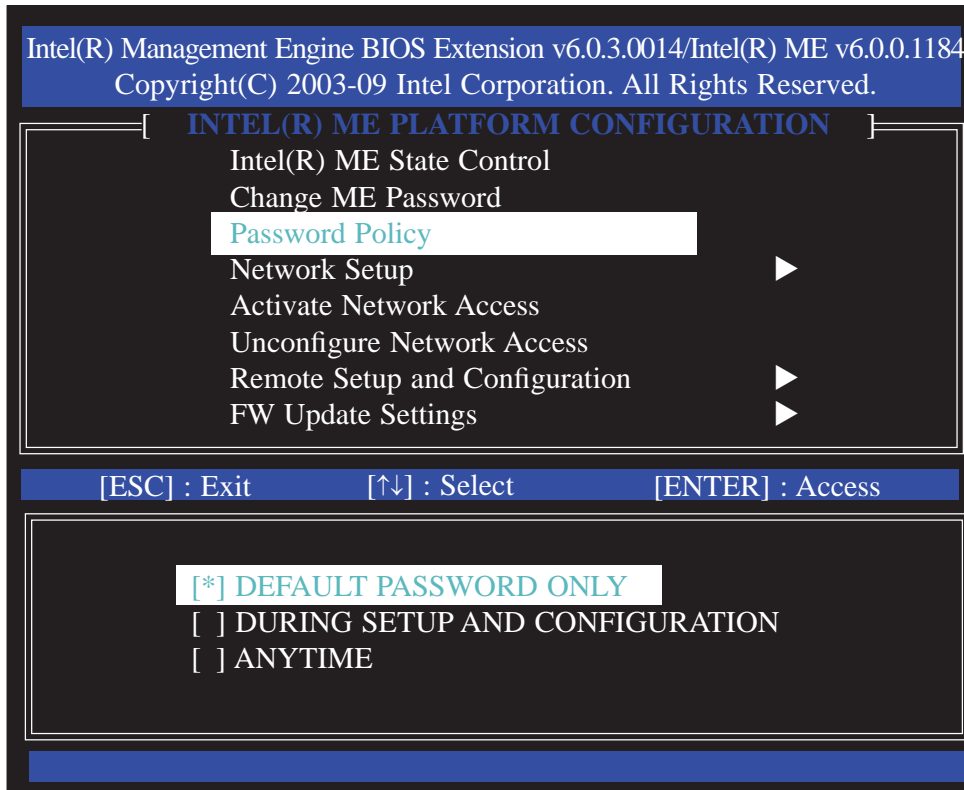 Intel(R) Management Engine BIOS Extension v6.0.3.0014/Intel(R) ME v6.0.0.1184
Copyright(C) 2003-09 Intel Corporation. All Rights Reserved.
[ INTEL(R) ME PLATFORM CONFIGURATION ]
Intel(R) ME State Control
Change ME Password
Password Policy
Network Setup ▶
Activate Network Access
Unconfigure Network Access
Remote Setup and Configuration ▶
FW Update Settings ▶
[ESC] : Exit [↑↓] : Select [ENTER] : Access
[*] DEFAULT PASSWORD ONLY
[ ] DURING SETUP AND CONFIGURATION
[ ] ANYTIME